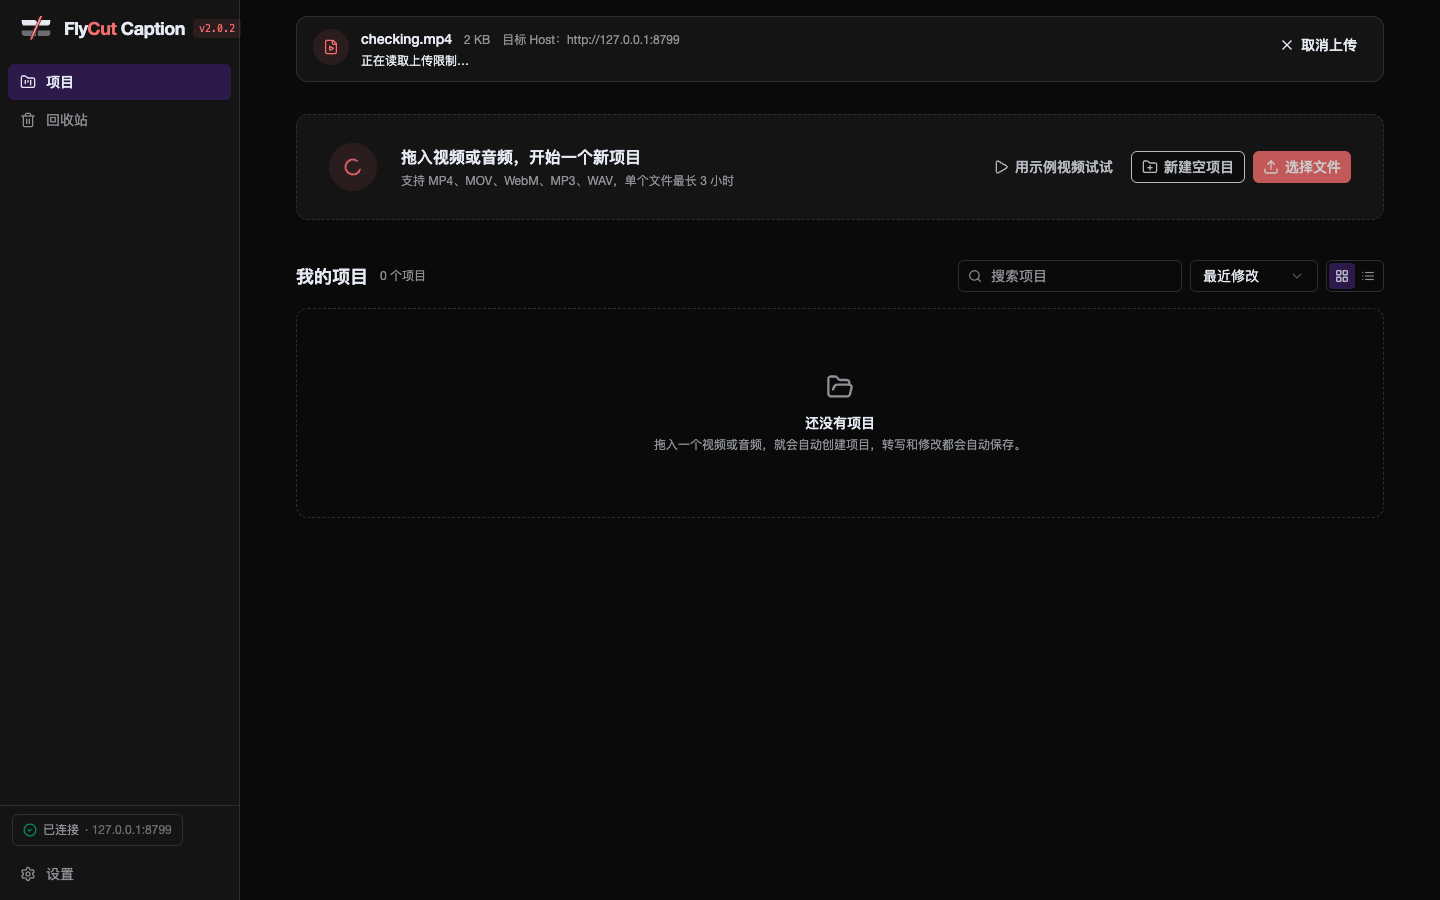 FlyCut Caption v2.0.2
项目
回收站
checking.mp4 2 KB 目标 Host：http://127.0.0.1:8799
正在读取上传限制...
取消上传
拖入视频或音频，开始一个新项目
支持 MP4、MOV、WebM、MP3、WAV，单个文件最长 3 小时
用示例视频试试
新建空项目
选择文件
我的项目 0 个项目
搜索项目
最近修改
还没有项目
拖入一个视频或音频，就会自动创建项目，转写和修改都会自动保存。
已连接 · 127.0.0.1:8799
设置